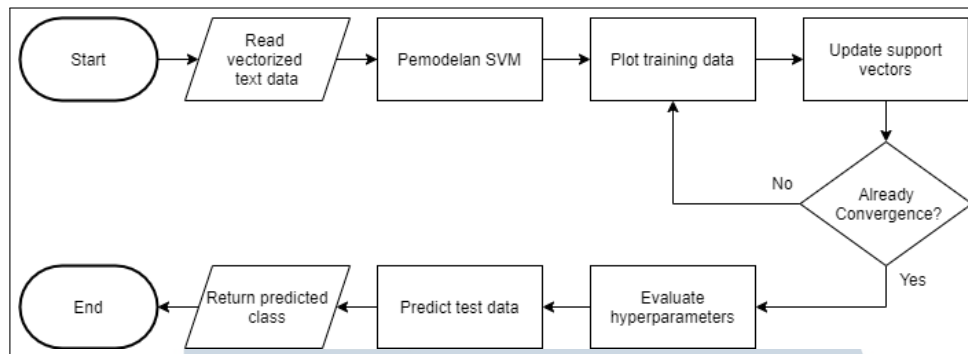 Start
Read
vectorized
text data
Pemodelan SVM
Plot training data
Update support
vectors
Already
Convergence?
No
Yes
Evaluate
hyperparameters
Predict test data
Return predicted
class
End